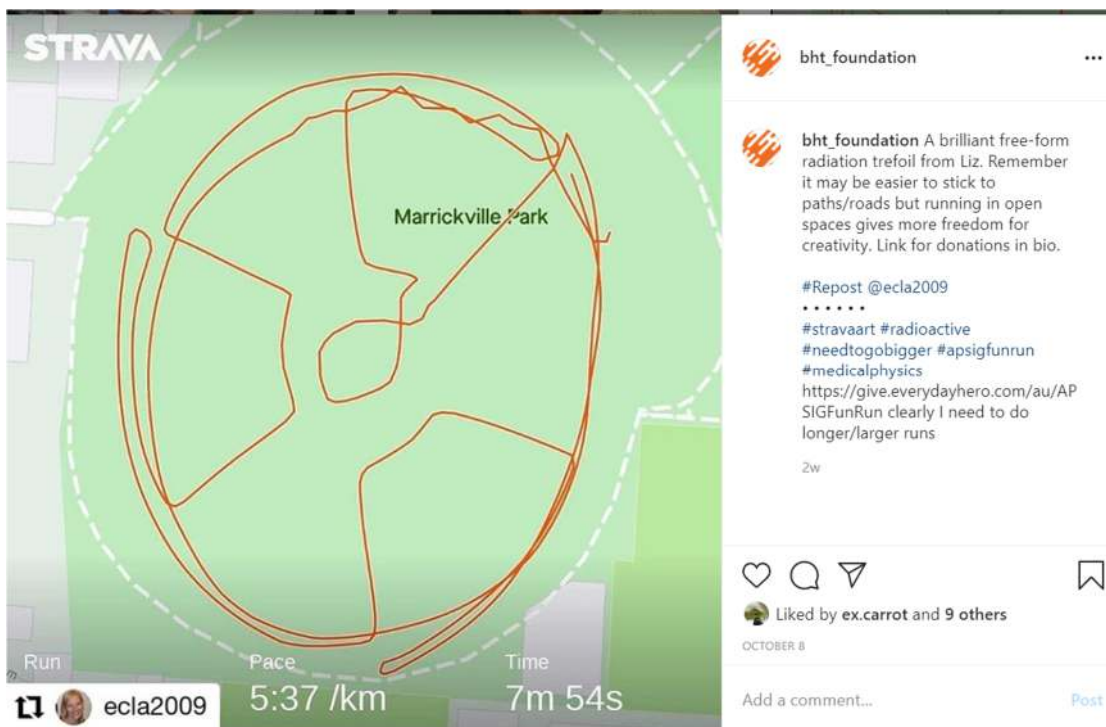 STRAVA
Marrickville Park
Run
Pace
Time
5:37 /km
7m 54s
ecla2009
bht_foundation
bht_foundation A brilliant free-form
radiation trefoil from Liz. Remember
it may be easier to stick to
paths/roads but running in open
spaces gives more freedom for
creativity. Link for donations in bio.
#Repost @ecla2009
• • • • • •
#stravaart #radioactive
#needtogobigger #apsigfunrun
#medicalphysics
https://give.everydayhero.com/au/AP
SIGFunRun clearly I need to do
longer/larger runs
2w
Liked by ex.carrot and 9 others
OCTOBER 8
Add a comment...
Post